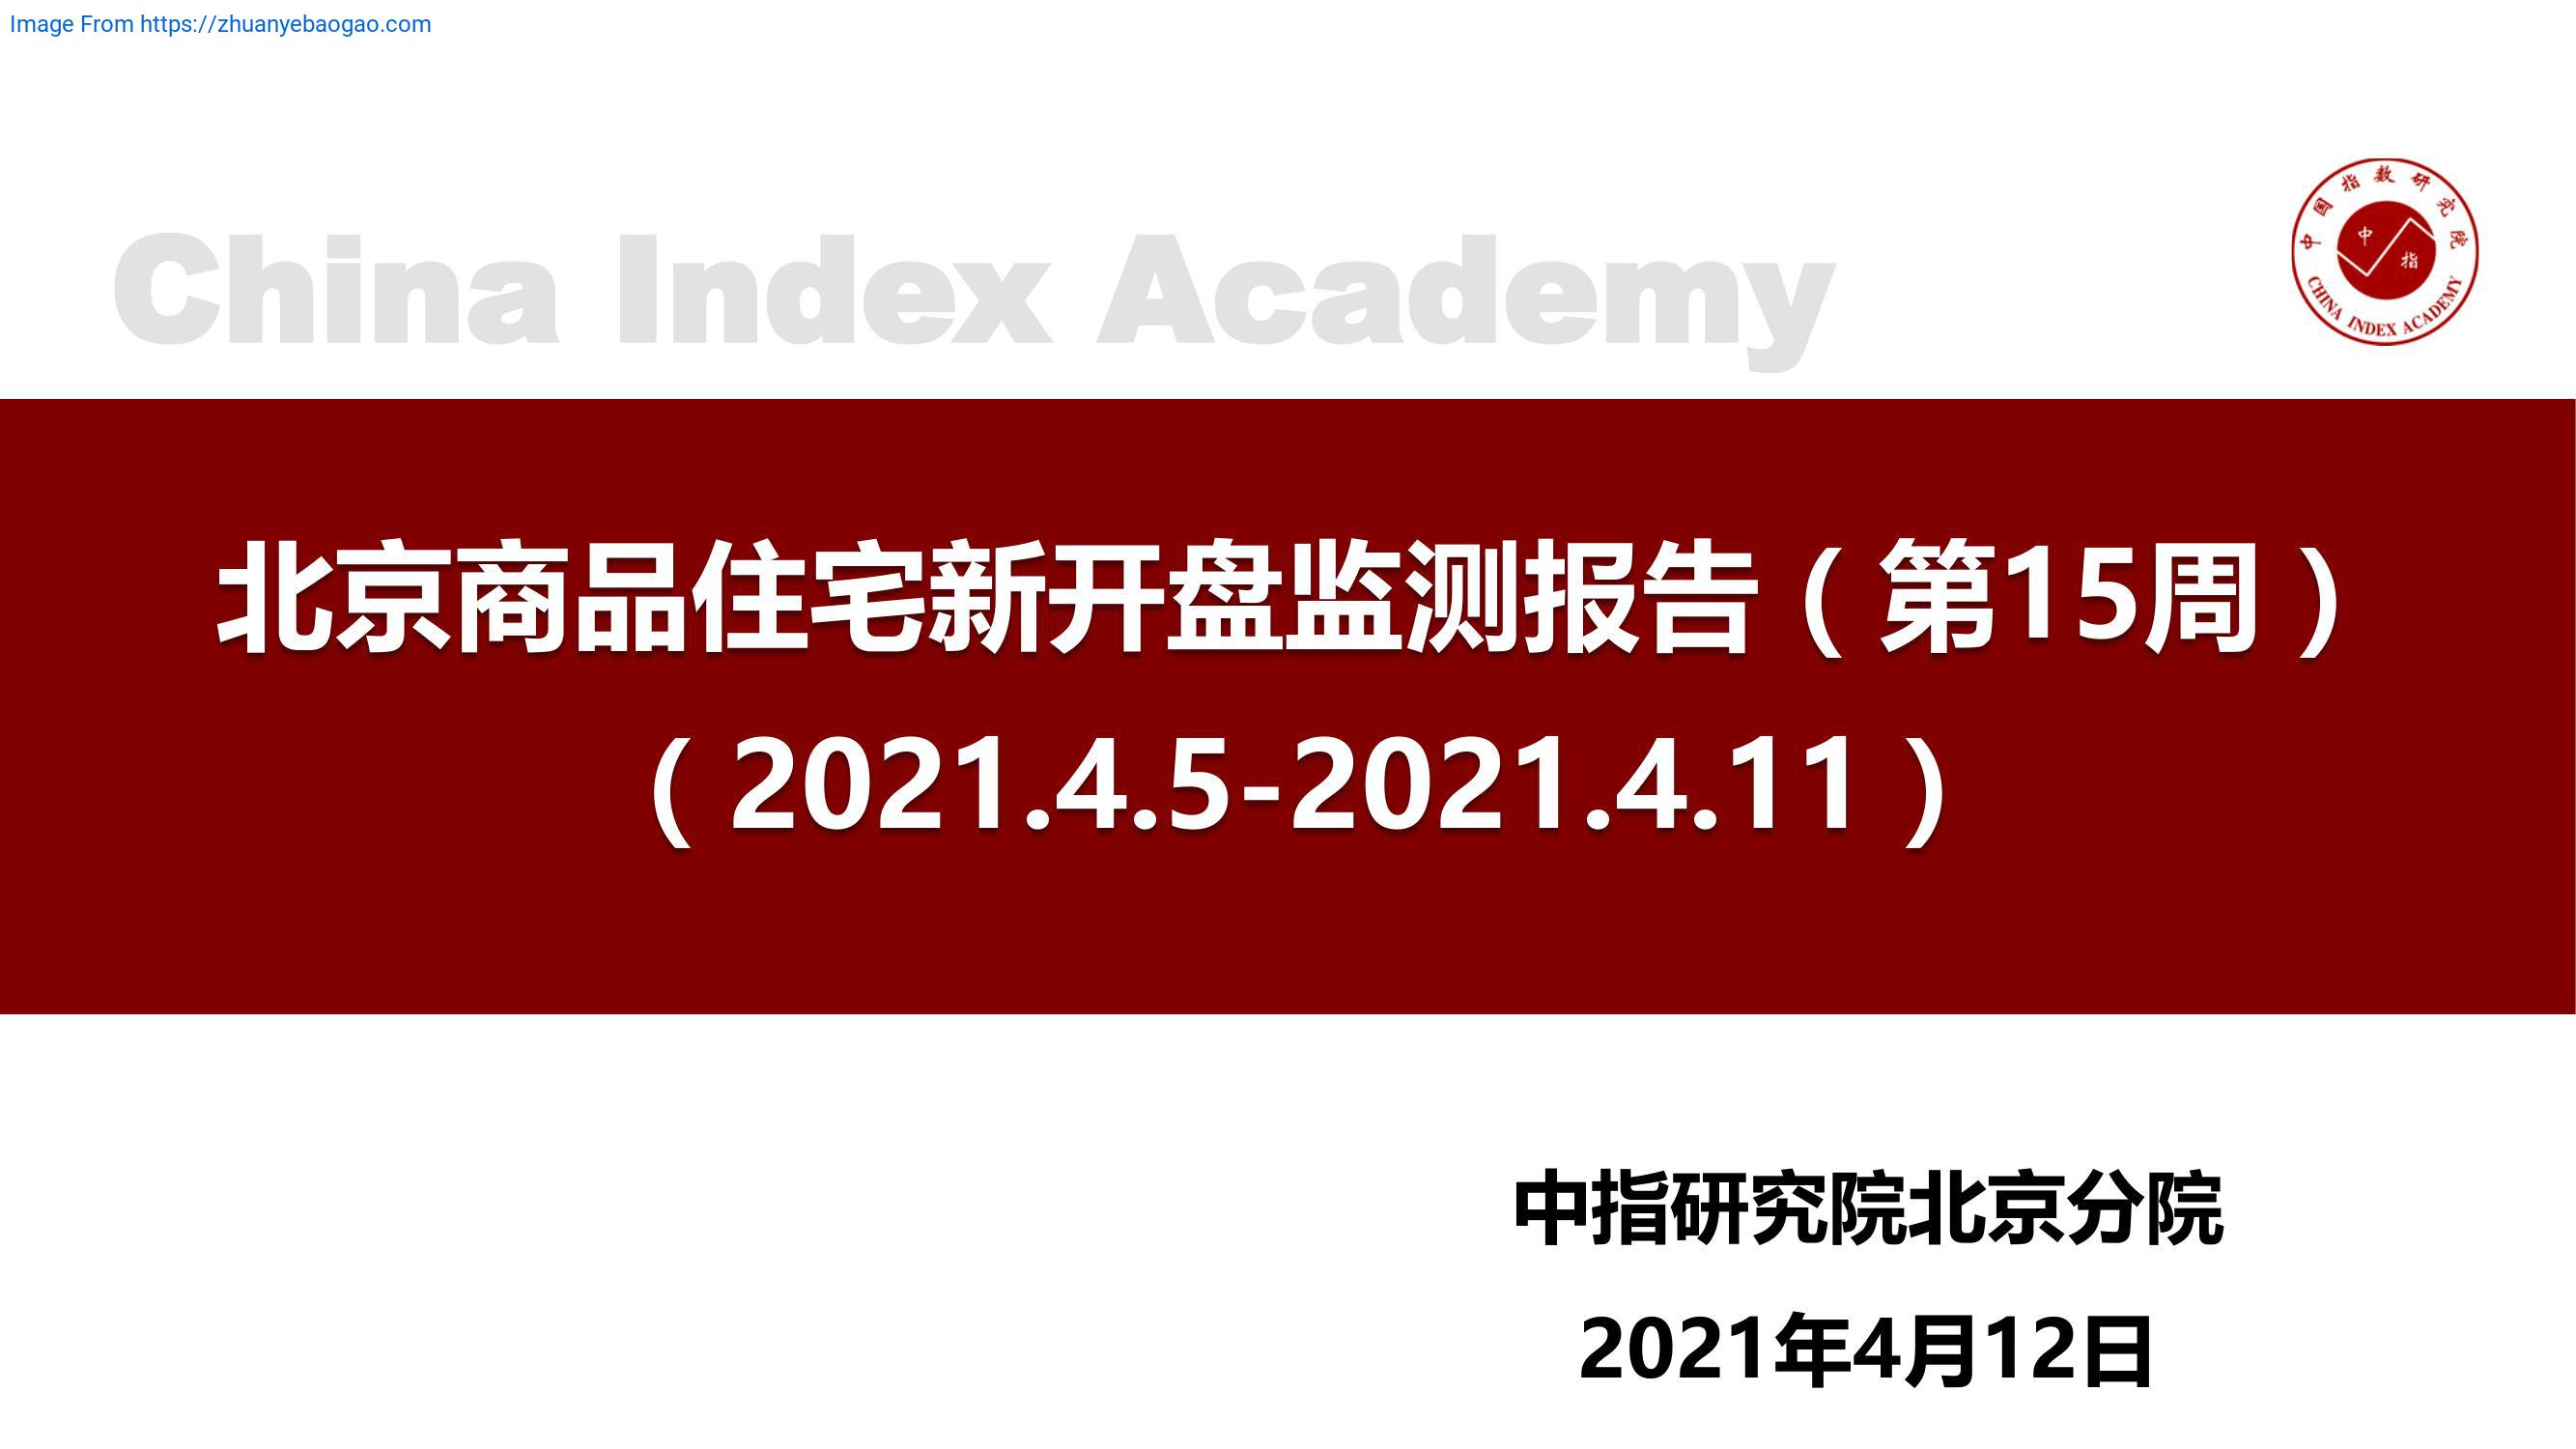 Image From https://zhuanyebaogao.com
China Index Academy
中国指数研究院
中
指
CHINA INDEX ACADEMY
北京商品住宅新开盘监测报告（第15周）
（2021.4.5-2021.4.11）
中指研究院北京分院
2021年4月12日